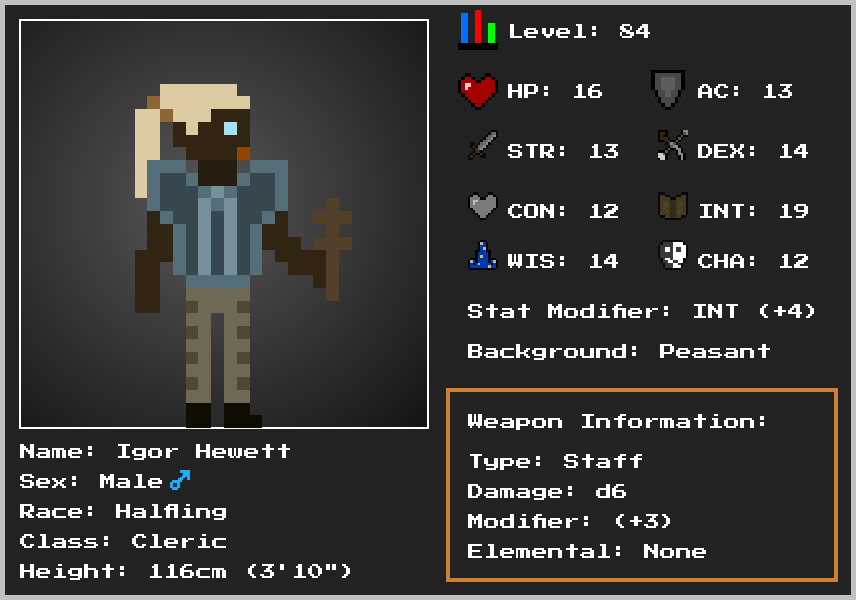 Level: 84
HP: 16
AC: 13
STR: 13
DEX: 14
CON: 12
INT: 19
WIS: 14
CHA: 12
Stat Modifier: INT (+4)
Background: Peasant
Weapon Information:
Type: Staff
Damage: d6
Modifier: (+3)
Elemental: None
Name: Igor Hewett
Sex: Male ♂
Race: Halfling
Class: Cleric
Height: 116cm (3'10")